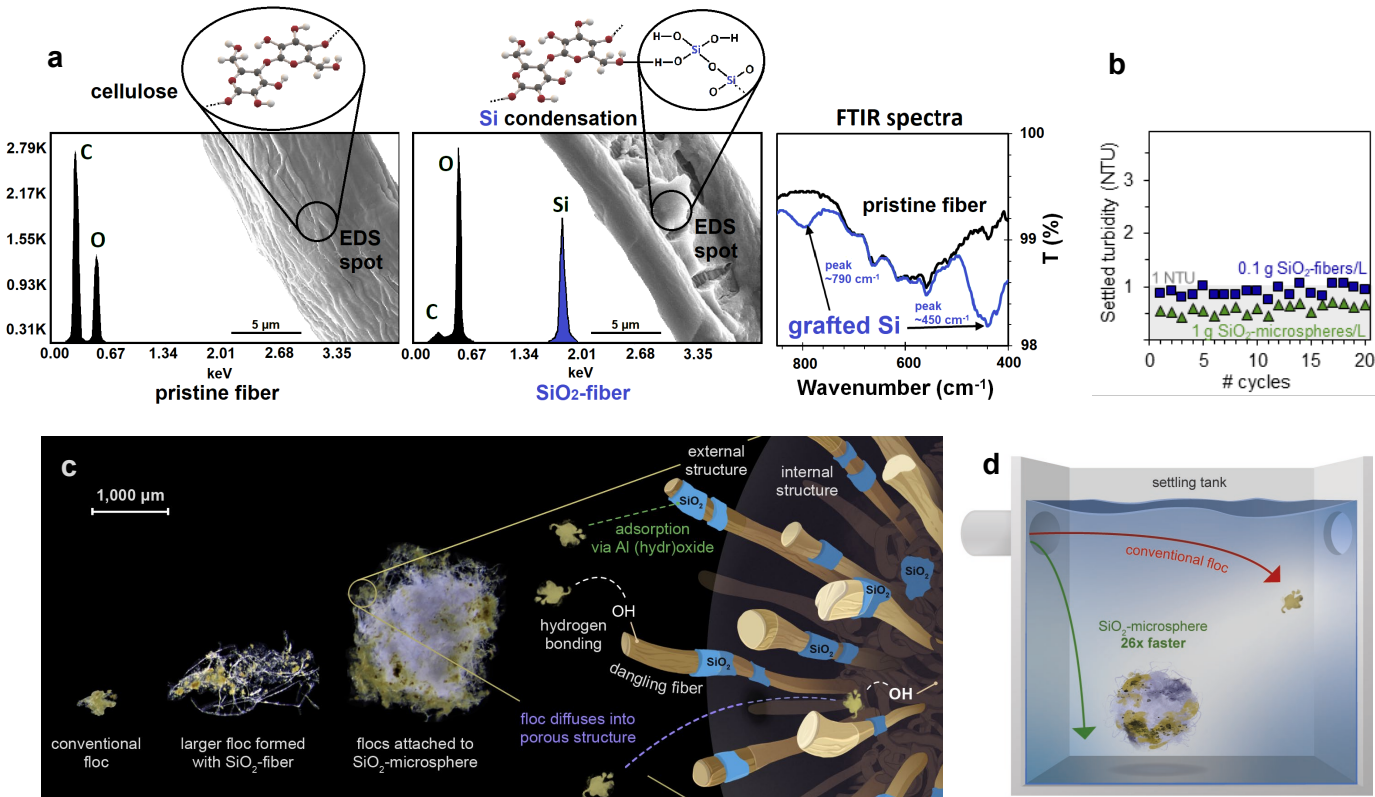 a
cellulose
C
O
EDS
spot
5 µm
2.79K
2.17K
1.55K
0.93K
0.31K
0.00
0.67
1.34
2.01
2.68
3.35
keV
pristine fiber
H
O
O
H
Si
H
O
O
Si
O
O
Si condensation
O
C
Si
EDS
spot
5 µm
0.00
0.67
1.34
2.01
2.68
3.35
keV
SiO2-fiber
FTIR spectra
100
99
98
T (%)
pristine fiber
peak
~790 cm-1
peak
~450 cm-1
grafted Si
800
600
400
Wavenumber (cm-1)
b
Settled turbidity (NTU)
3
2
1
0
1 NTU
0.1 g SiO2-fibers/L
1 g SiO2-microspheres/L
0
5
10
15
20
# cycles
c
1,000 µm
conventional
floc
larger floc formed
with SiO2-fiber
flocs attached to
SiO2-microsphere
external
structure
internal
structure
adsorption
via Al (hydr)oxide
OH
hydrogen
bonding
dangling fiber
floc diffuses into
porous structure
OH
SiO2
SiO2
SiO2
SiO2
SiO2
d
settling tank
conventional floc
SiO2-microsphere
26x faster